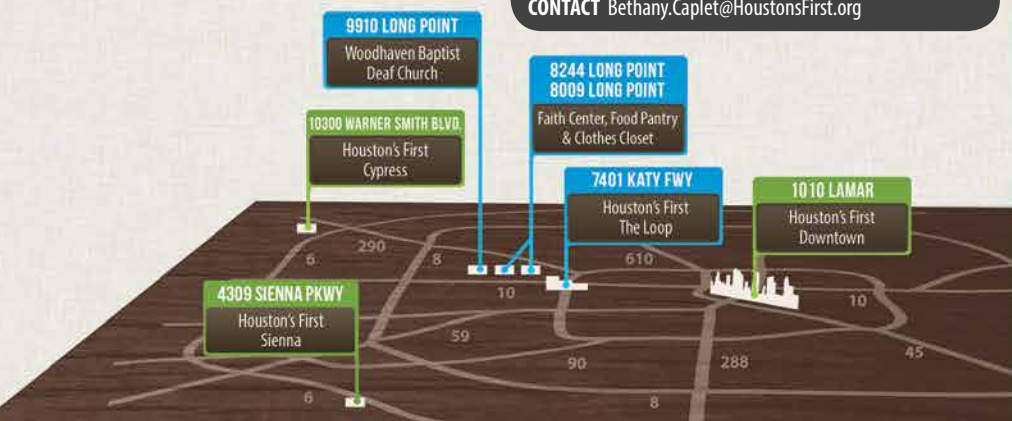 CONTACT Bethany.Caplet@HoustonsFirst.org
9910 LONG POINT
Woodhaven Baptist
Deaf Church
8244 LONG POINT
8009 LONG POINT
Faith Center, Food Pantry
& Clothes Closet
10300 WARNER SMITH BLVD.
Houston's First
Cypress
7401 KATY FWY
Houston's First
The Loop
1010 LAMAR
Houston's First
Downtown
4309 SIENNA PKWY
Houston's First
Sienna
290
6
8
610
10
10
59
90
288
45
6
8